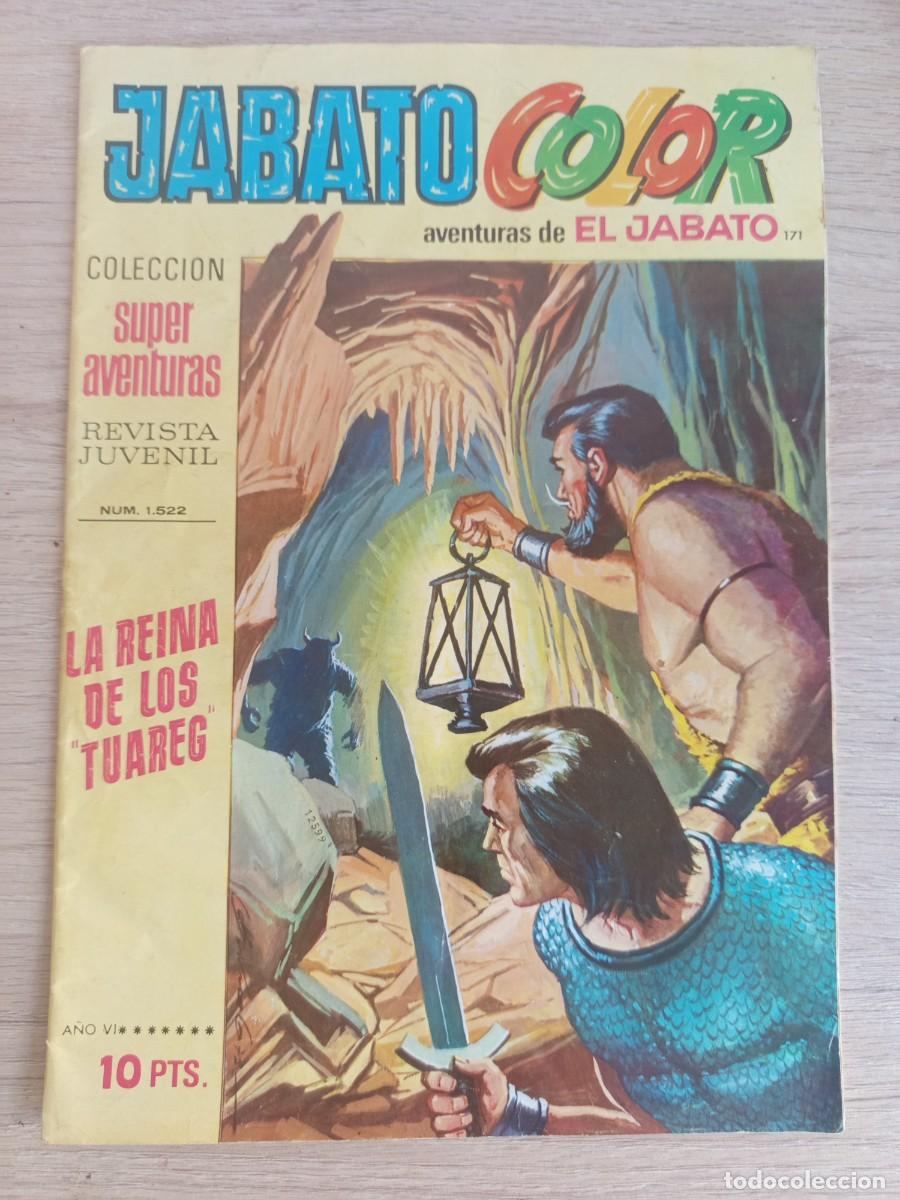 JABATO COLOR
aventuras de EL JABATO 171
COLECCION
super
aventuras
REVISTA
JUVENIL
NUM. 1.522
LA REINA
DE LOS
"TUAREG"
12599
AÑO VI*******
10 PTS.
todocoleccion